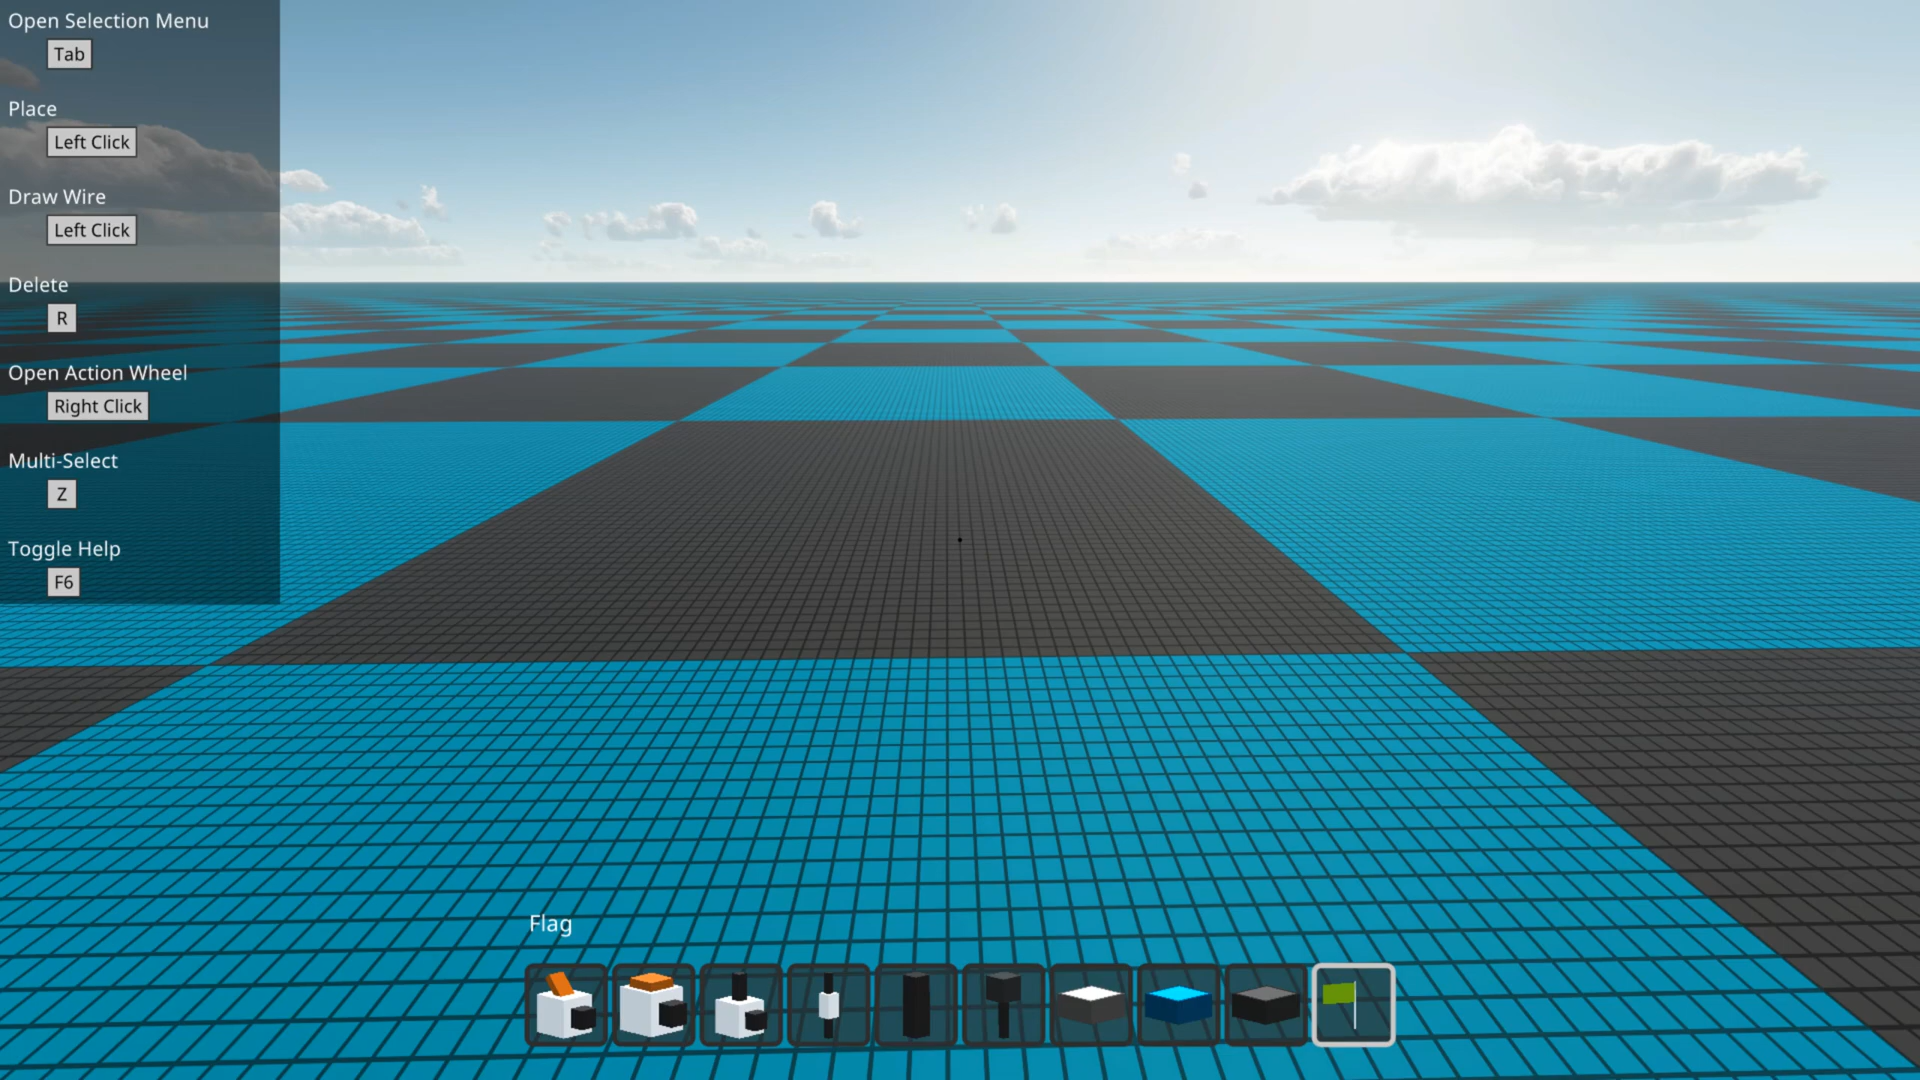 Open Selection Menu
Tab
Place
Left Click
Draw Wire
Left Click
Delete
R
Open Action Wheel
Right Click
Multi-Select
Z
Toggle Help
F6
Flag